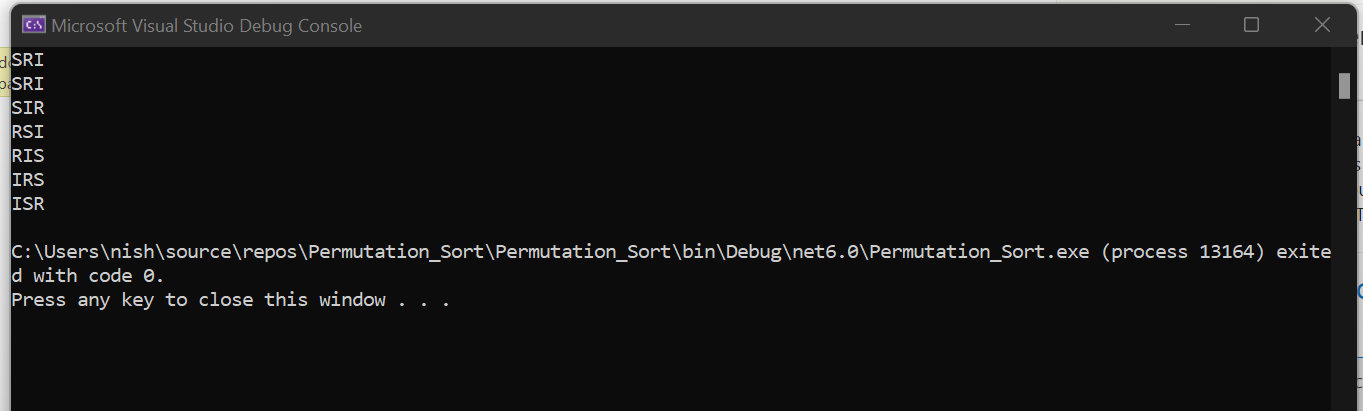 Microsoft Visual Studio Debug Console
SRI
SRI
SIR
RSI
RIS
IRS
ISR
C:\Users\nish\source\repos\Permutation_Sort\Permutation_Sort\bin\Debug\net6.0\Permutation_Sort.exe (process 13164) exite
d with code 0.
Press any key to close this window . . .